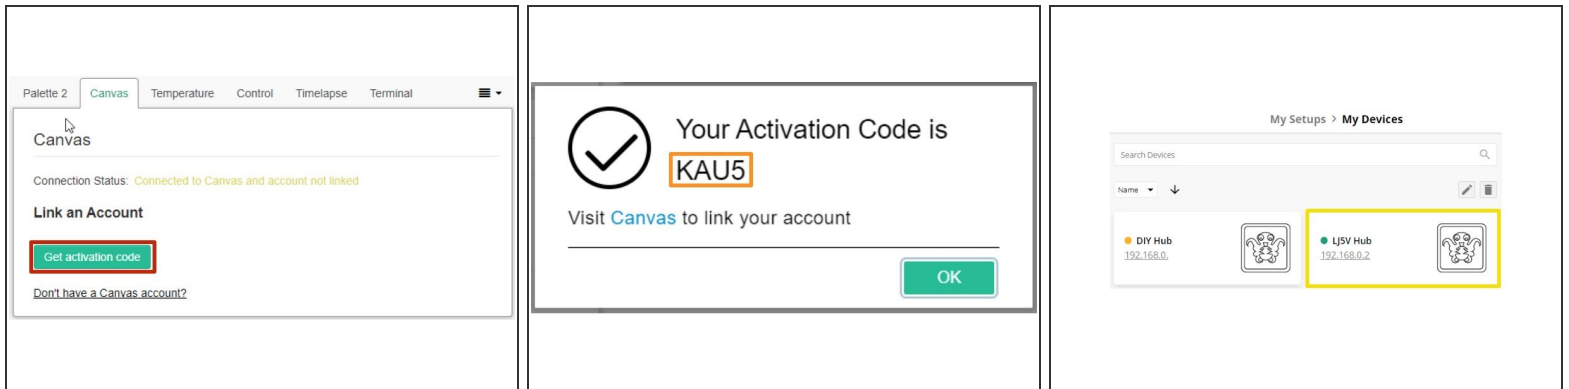 Palette 2 Canvas Temperature Control Timelapse Terminal
Canvas
Connection Status: Connected to Canvas and account not linked
Link an Account
Get activation code
Don't have a Canvas account?
Your Activation Code is
KAU5
Visit Canvas to link your account
OK
My Setups > My Devices
Search Devices
Name
DIY Hub
192.168.0.
LJ5V Hub
192.168.0.2